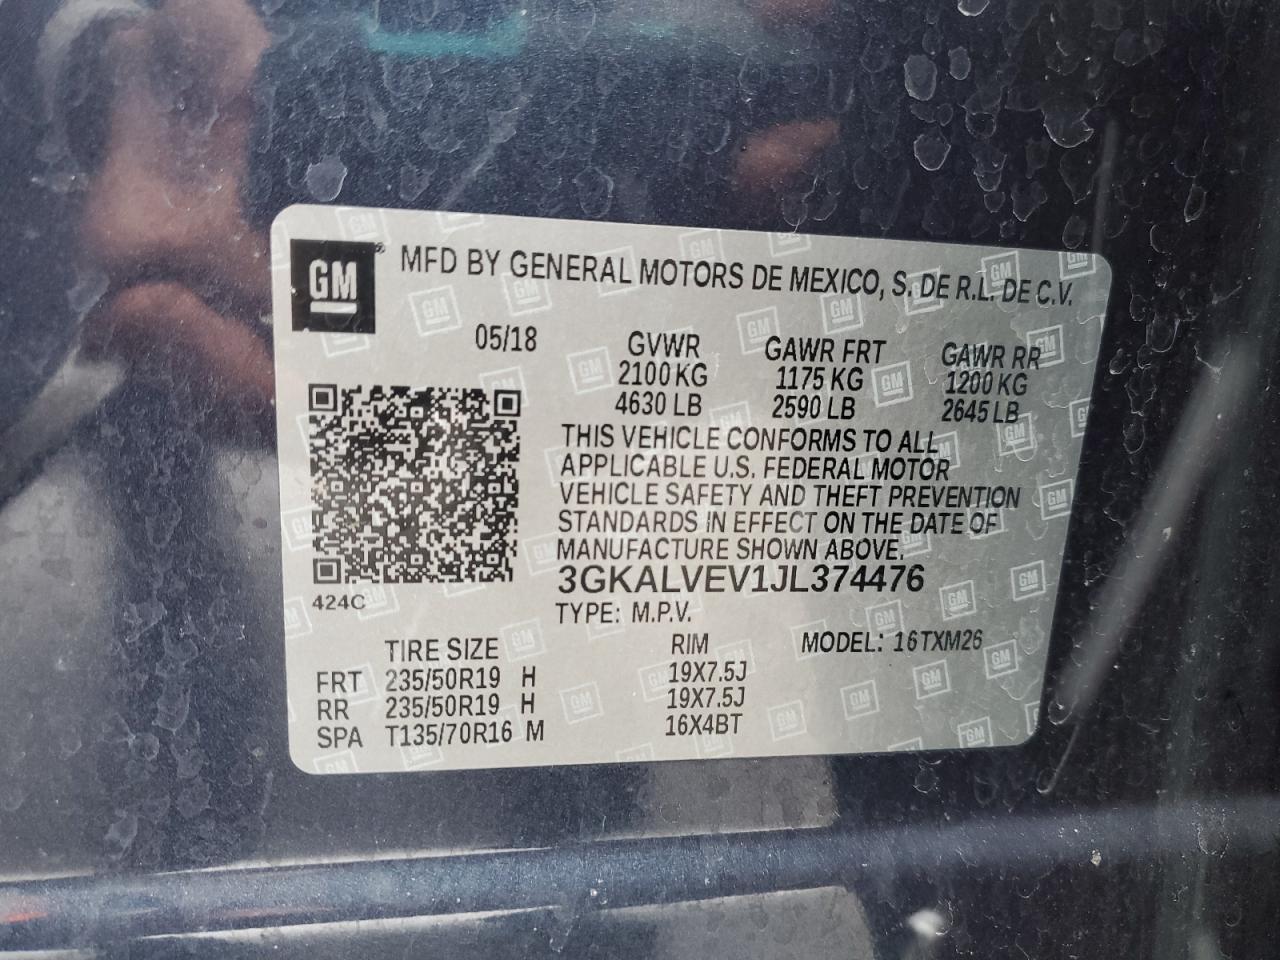 GM® MFD BY GENERAL MOTORS DE MEXICO, S. DE R.L. DE C.V.
05/18 GVWR GAWR FRT GAWR RR
2100 KG 1175 KG 1200 KG
4630 LB 2590 LB 2645 LB
THIS VEHICLE CONFORMS TO ALL
APPLICABLE U.S. FEDERAL MOTOR
VEHICLE SAFETY AND THEFT PREVENTION
STANDARDS IN EFFECT ON THE DATE OF
MANUFACTURE SHOWN ABOVE.
3GKALVEV1JL374476
424C
TYPE: M.P.V.
TIRE SIZE RIM MODEL: 16TXM26
FRT 235/50R19 H 19X7.5J
RR 235/50R19 H 19X7.5J
SPA T135/70R16 M 16X4BT